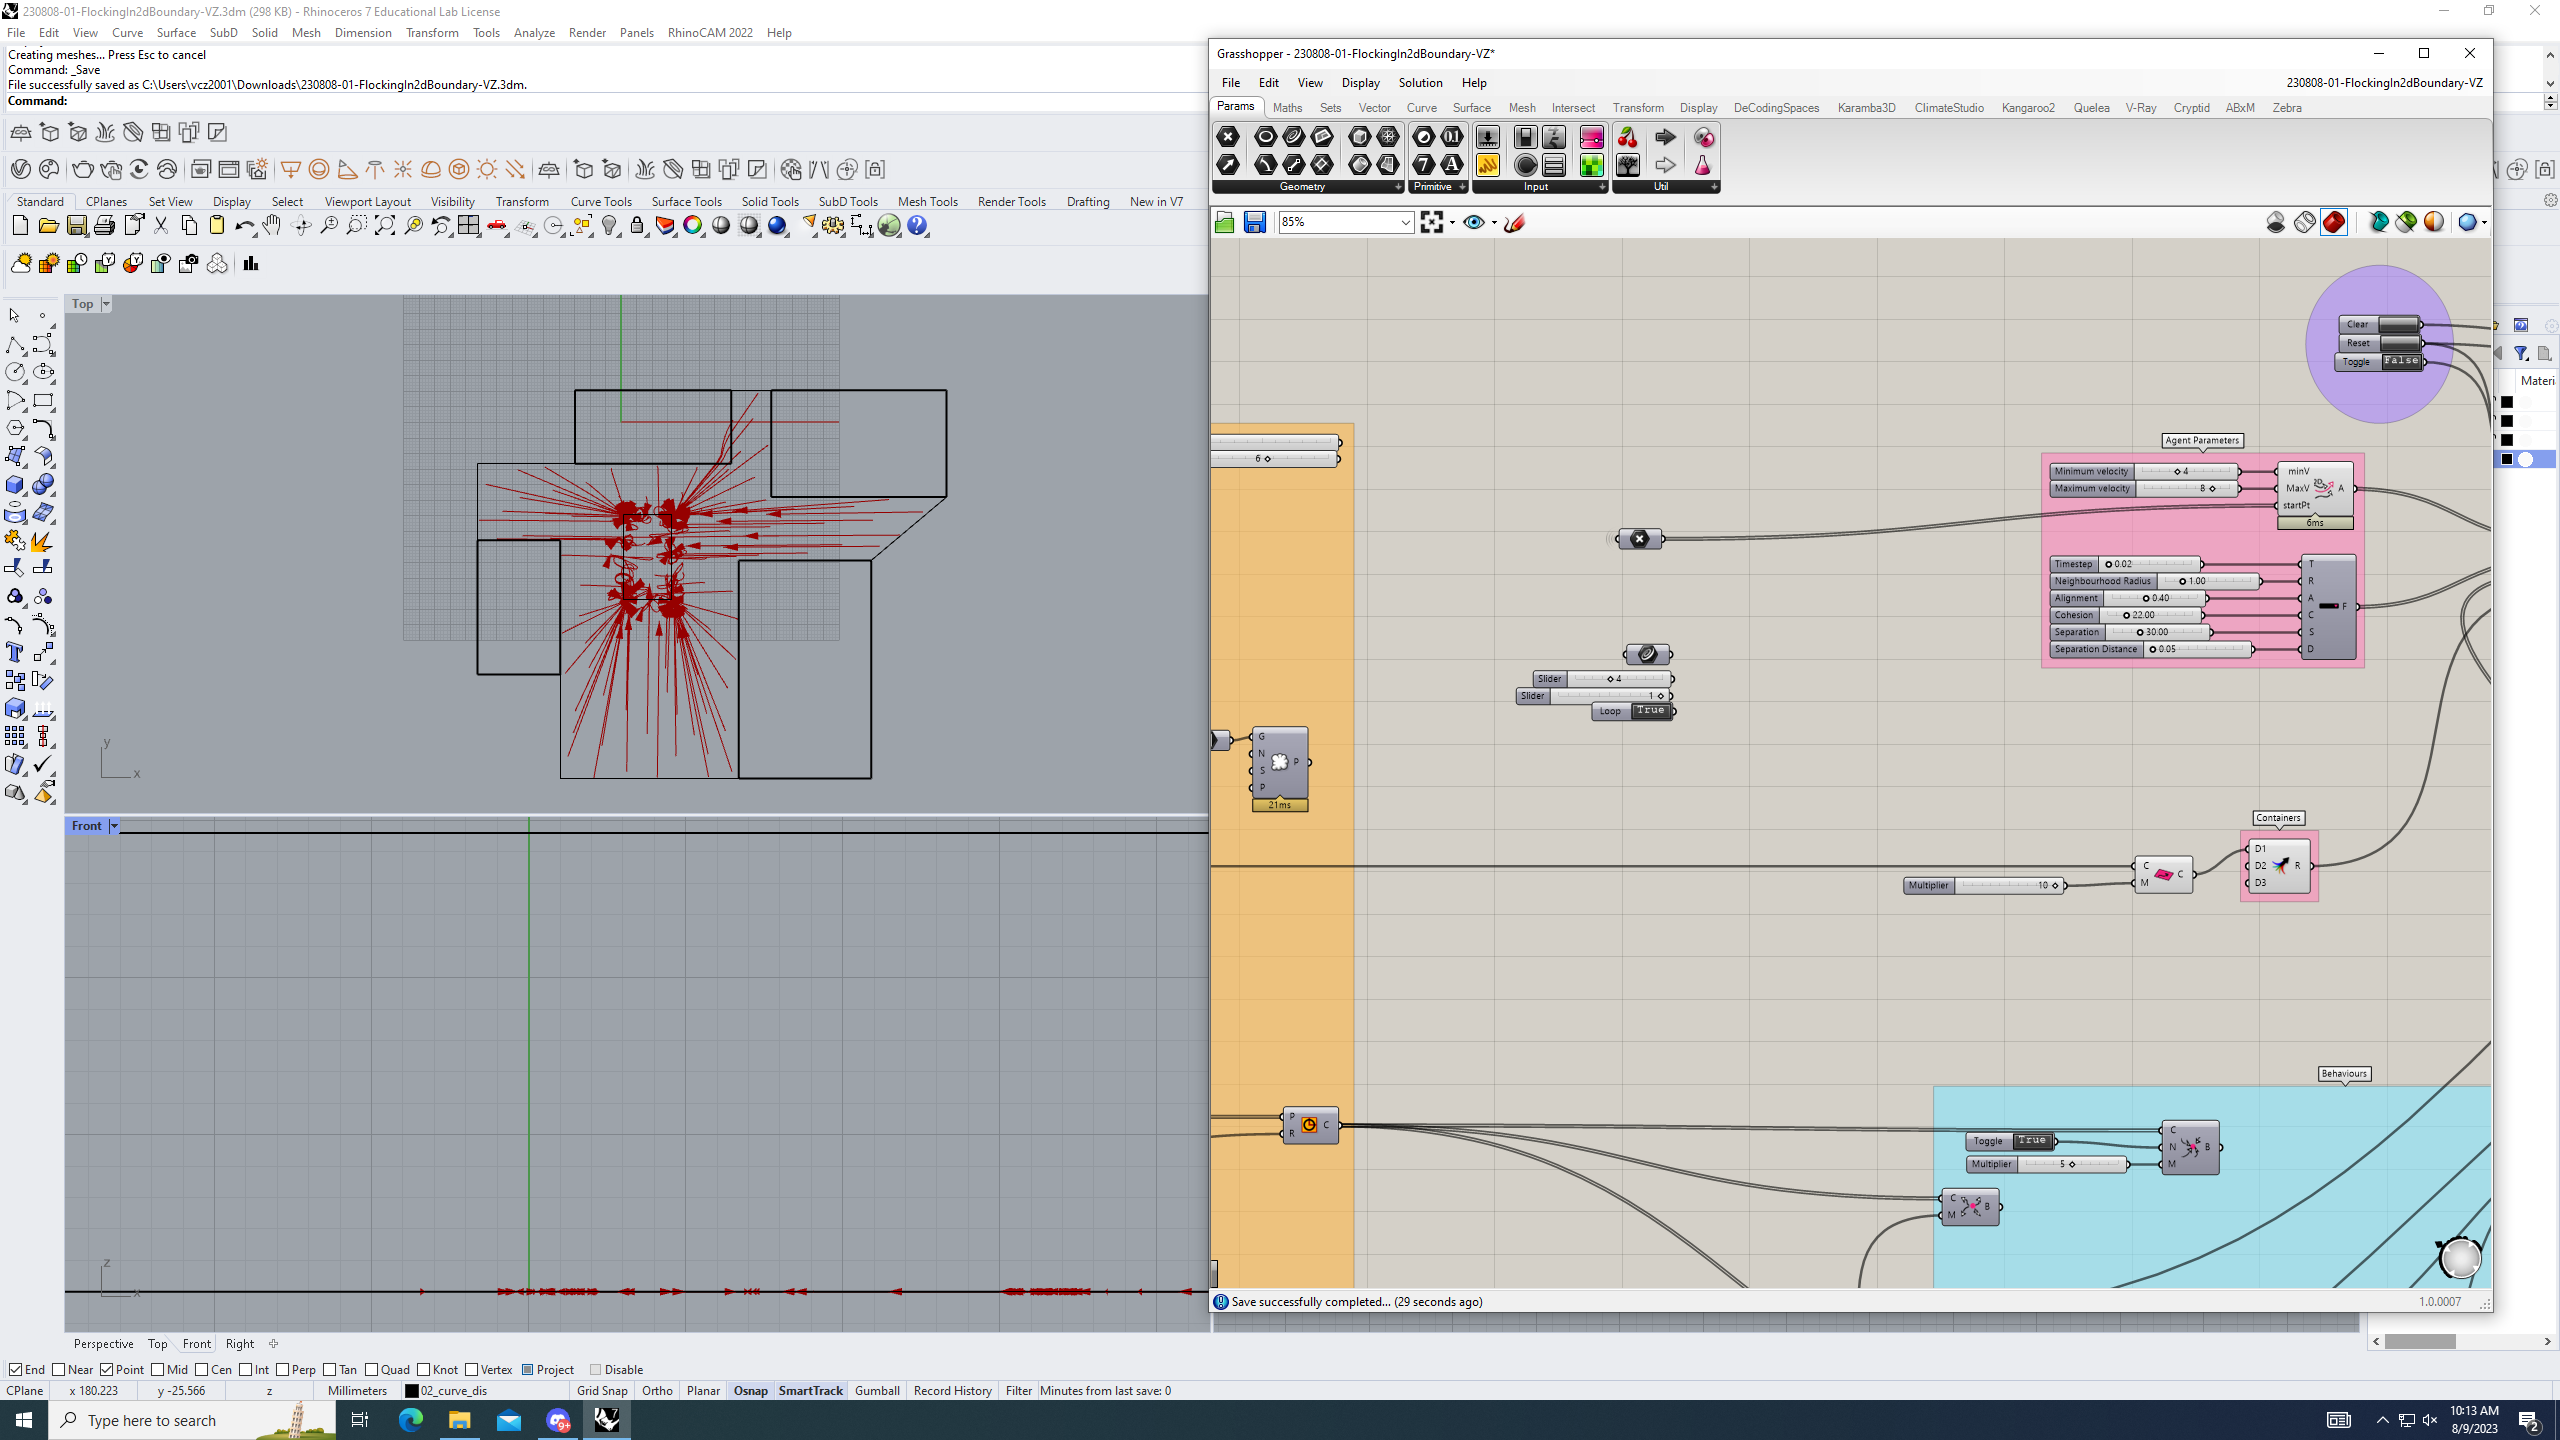 230808-01-FlockingIn2dBoundary-VZ.3dm (298 KB) - Rhinoceros 7 Educational Lab License
File Edit View Curve Surface SubD Solid Mesh Dimension Transform Tools Analyze Render Panels RhinoCAM 2022 Help
Creating meshes... Press Esc to cancel
Command: _Save
File successfully saved as C:\Users\vcz2001\Downloads\230808-01-FlockingIn2dBoundary-VZ.3dm.
Command:
Standard CPlanes Set View Display Select Viewport Layout Visibility Transform Curve Tools Surface Tools Solid Tools SubD Tools Mesh Tools Render Tools Drafting New in V7
Top
y
x
Front
z
x
Perspective Top Front Right
End Near Point Mid Cen Int Perp Tan Quad Knot Vertex Project Disable
CPlane x 180.223 y -25.566 z Millimeters 02_curve_dis Grid Snap Ortho Planar Osnap SmartTrack Gumball Record History Filter Minutes from last save: 0
Grasshopper - 230808-01-FlockingIn2dBoundary-VZ*
File Edit View Display Solution Help
230808-01-FlockingIn2dBoundary-VZ
Params Maths Sets Vector Curve Surface Mesh Intersect Transform Display DeCodingSpaces Karamba3D ClimateStudio Kangaroo2 Quelea V-Ray Cryptid ABxM Zebra
Geometry Primitive Input Util
85%
Clear
Reset
Toggle False
Agent Parameters
Minimum velocity 4
Maximum velocity 8
minV
MaxV A
startPt
6ms
6
Timestep 0.02
Neighbourhood Radius 1.00
Alignment 0.40
Cohesion 22.00
Separation 30.00
Separation Distance 0.05
T
R
A F
C
S
D
Slider 4
Slider 1
Loop True
G
N
S P
P
21ms
Containers
C C
M
D1
D2 R
D3
Multiplier 10
Behaviours
P C
R
Toggle True
Multiplier 5
C
N B
M
C B
M
Save successfully completed... (29 seconds ago)
1.0.0007
Materi
Type here to search
9+
10:13 AM
8/9/2023
2